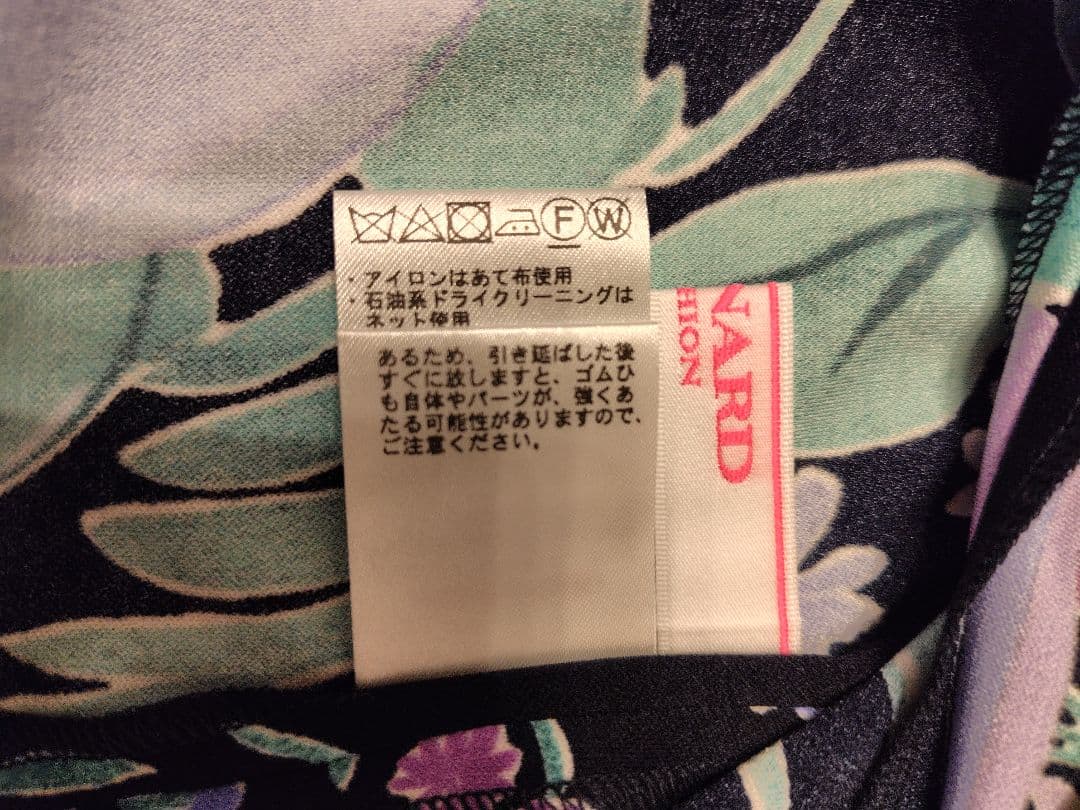 F W
・アイロンはあて布使用
・石油系ドライクリーニングは
ネット使用
あるため、引き延ばした後
すぐに放しますと、ゴムひ
も自体やパーツが、強くあ
たる可能性がありますので、
ご注意ください。
NARD
HION